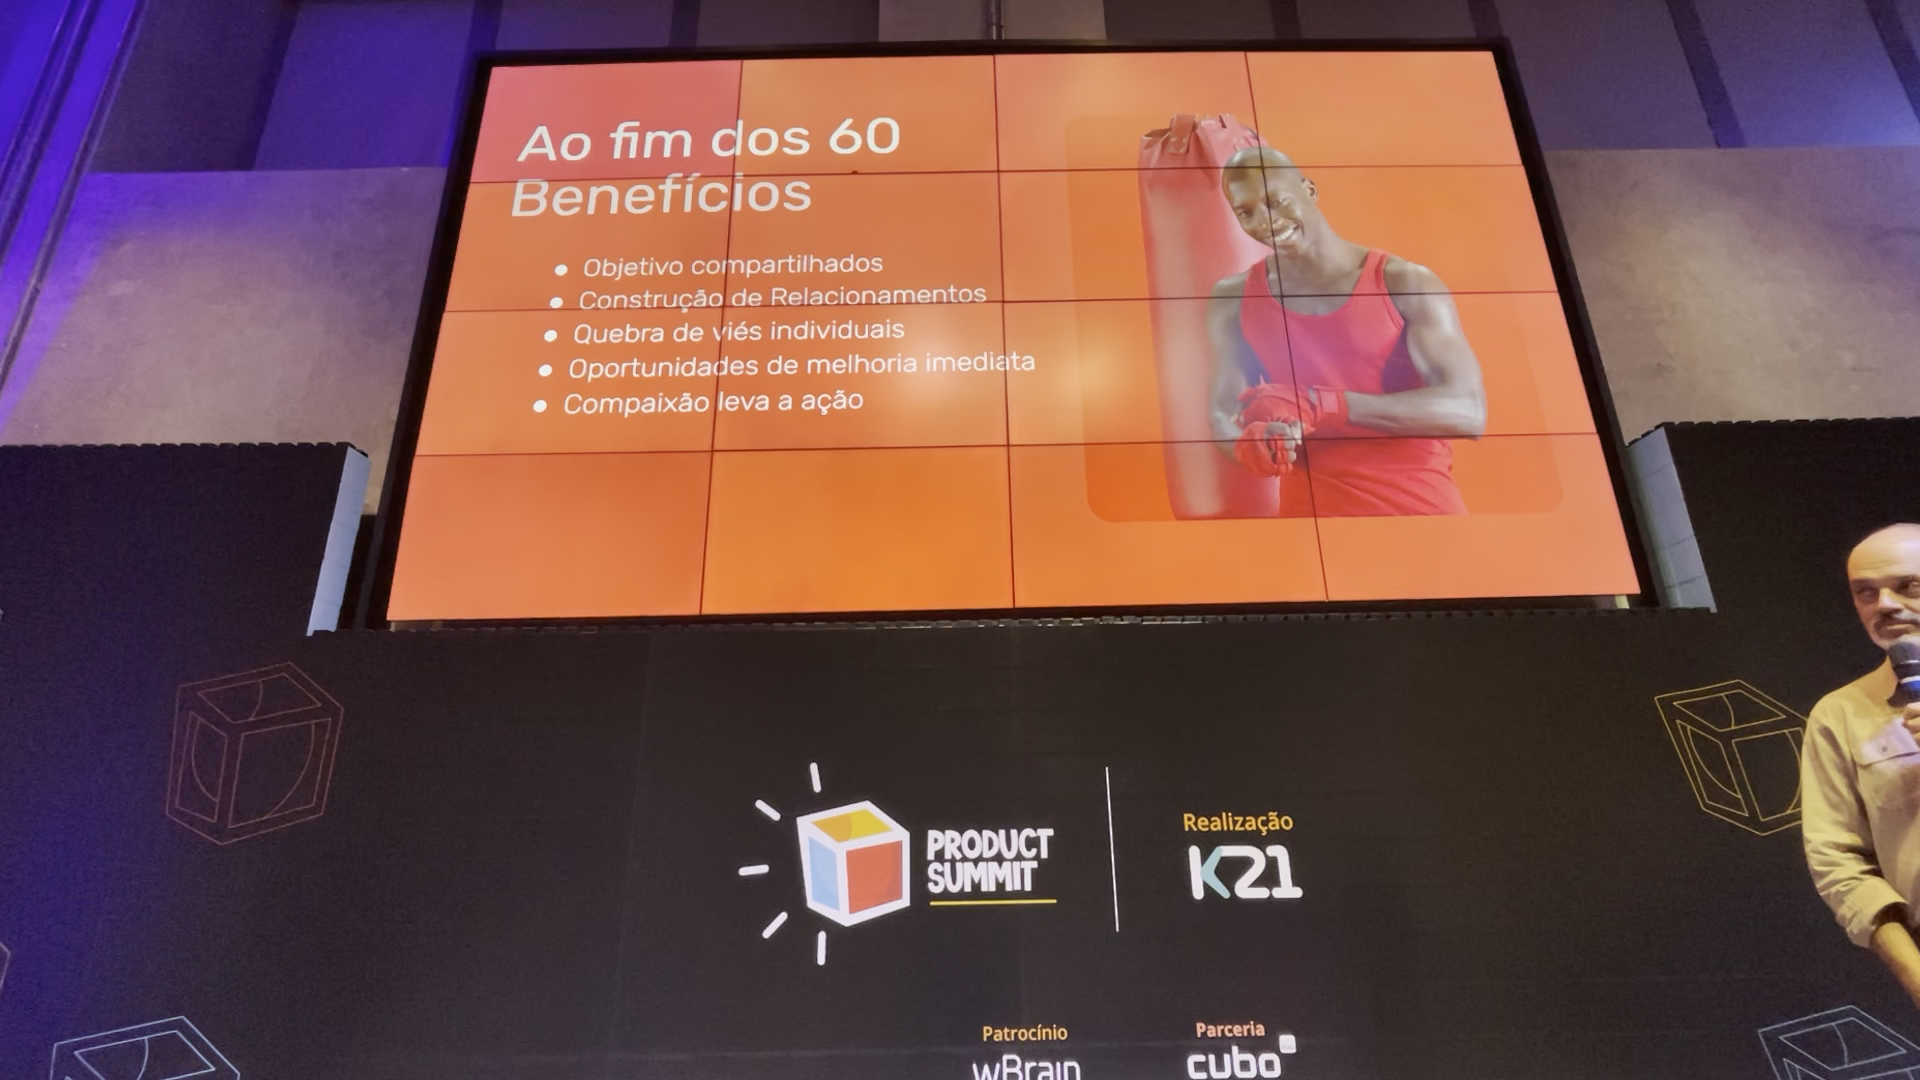 Ao fim dos 60
Benefícios
Objetivo compartilhados
Construção de Relacionamentos
Quebra de viés individuais
Oportunidades de melhoria imediata
Compaixão leva a ação
PRODUCT
SUMMIT
Realização
K21
Patrocínio
wBrain
Parceria
cubo